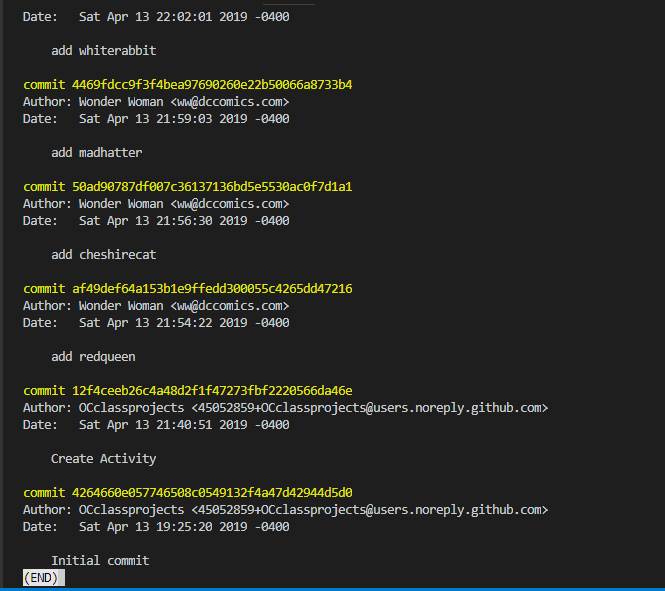 Date:   Sat Apr 13 22:02:01 2019 -0400
add whiterabbit
commit 4469fdcc9f3f4bea97690260e22b50066a8733b4
Author: Wonder Woman <ww@dccomics.com>
Date:   Sat Apr 13 21:59:03 2019 -0400
add madhatter
commit 50ad90787df007c36137136bd5e5530ac0f7d1a1
Author: Wonder Woman <ww@dccomics.com>
Date:   Sat Apr 13 21:56:30 2019 -0400
add cheshirecat
commit af49def64a153b1e9ffedd300055c4265dd47216
Author: Wonder Woman <ww@dccomics.com>
Date:   Sat Apr 13 21:54:22 2019 -0400
add redqueen
commit 12f4ceeb26c4a48d2f1f47273fbf2220566da46e
Author: OCclassprojects <45052859+OCclassprojects@users.noreply.github.com>
Date:   Sat Apr 13 21:40:51 2019 -0400
Create Activity
commit 4264660e057746508c0549132f4a47d42944d5d0
Author: OCclassprojects <45052859+OCclassprojects@users.noreply.github.com>
Date:   Sat Apr 13 19:25:20 2019 -0400
Initial commit
(END)